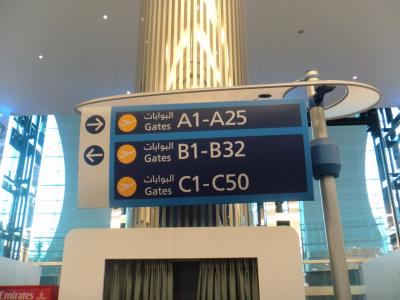 البوابات
Gates A1-A25
البوابات
Gates B1-B32
البوابات
Gates C1-C50
Emirates